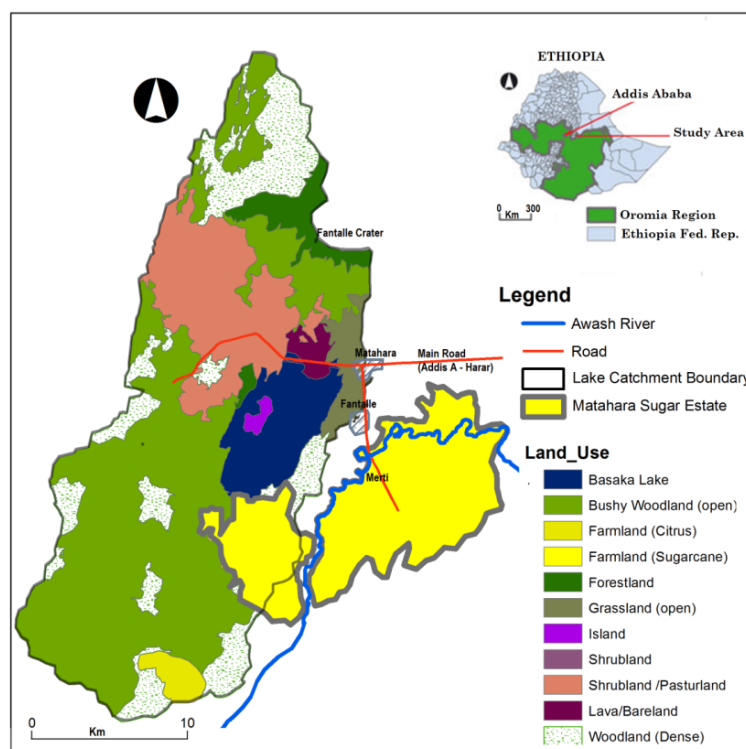 ETHIOPIA
Addis Ababa
Study Area
0 Km 300
Oromia Region
Ethiopia Fed. Rep.
Fantalle Crater
Matahara
Main Road
(Addis A - Harar)
Fantalle
Merti
0 10
Km
Legend
Awash River
Road
Lake Catchment Boundary
Matahara Sugar Estate
Land_Use
Basaka Lake
Bushy Woodland (open)
Farmland (Citrus)
Farmland (Sugarcane)
Forestland
Grassland (open)
Island
Shrubland
Shrubland /Pasturland
Lava/Bareland
Woodland (Dense)